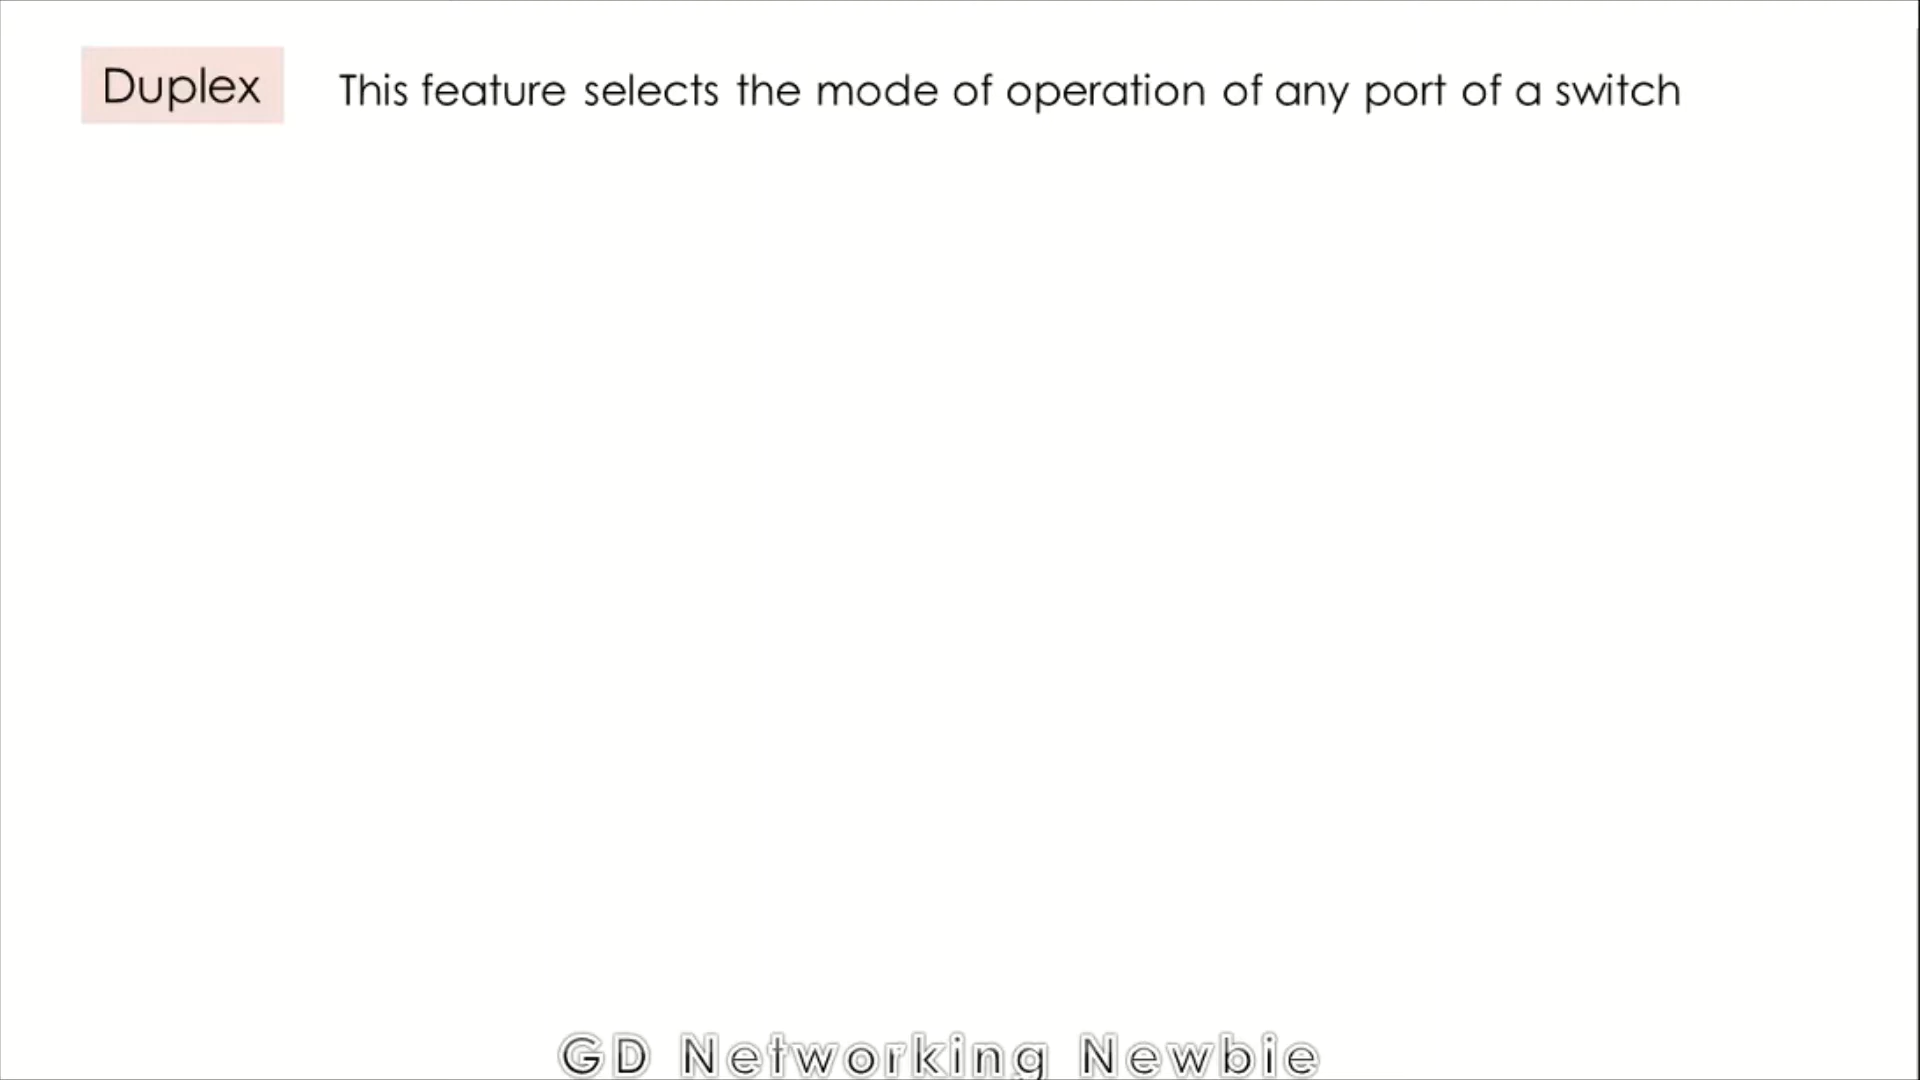 Duplex This feature selects the mode of operation of any port of a switch
GD Networking Newbie